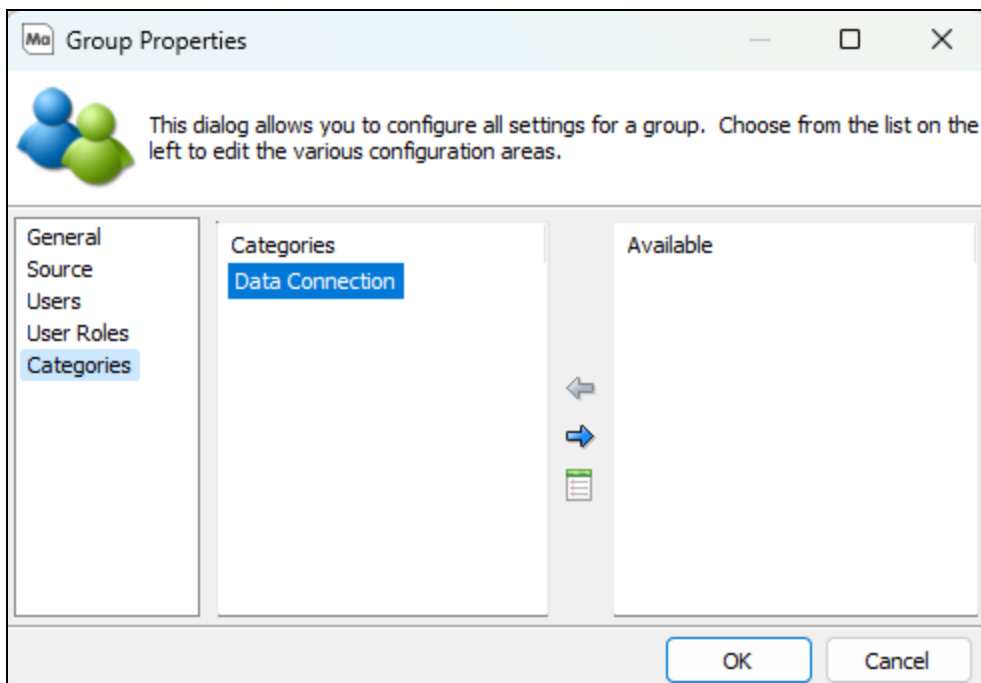 Ma Group Properties
This dialog allows you to configure all settings for a group.  Choose from the list on the
left to edit the various configuration areas.
General
Source
Users
User Roles
Categories
Categories
Data Connection
Available
OK
Cancel